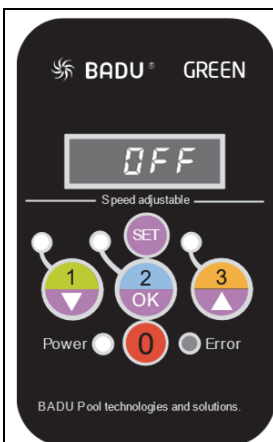 BADU® GREEN
OFF
Speed adjustable
SET
1 2 3
OK
Power 0 Error
BADU Pool technologies and solutions.